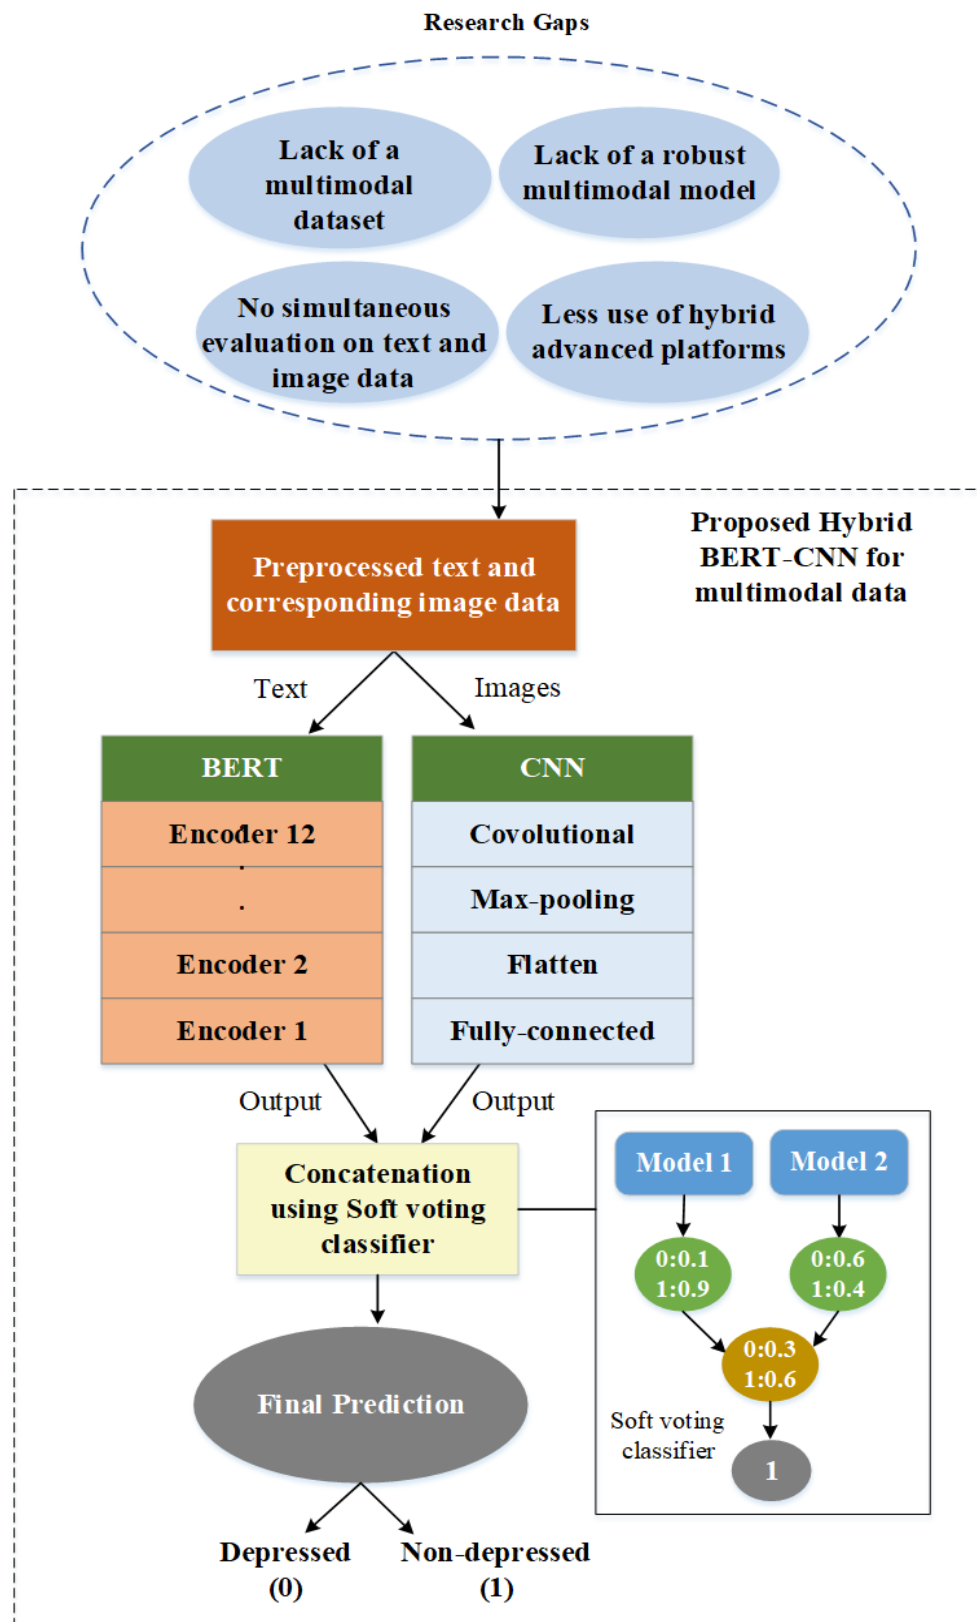 Research Gaps
Lack of a
multimodal
dataset
Lack of a robust
multimodal model
No simultaneous
evaluation on text and
image data
Less use of hybrid
advanced platforms
Proposed Hybrid
BERT-CNN for
multimodal data
Preprocessed text and
corresponding image data
Text
Images
BERT
Encoder 12
.
.
Encoder 2
Encoder 1
CNN
Covolutional
Max-pooling
Flatten
Fully-connected
Output
Output
Concatenation
using Soft voting
classifier
Model 1
Model 2
0:0.1
1:0.9
0:0.6
1:0.4
0:0.3
1:0.6
Soft voting
classifier
1
Final Prediction
Depressed
(0)
Non-depressed
(1)